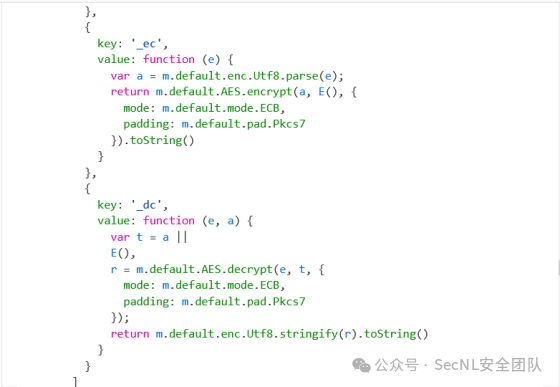 },
{
key: '_ec',
value: function (e) {
var a = m.default.enc.Utf8.parse(e);
return m.default.AES.encrypt(a, E(), {
mode: m.default.mode.ECB,
padding: m.default.pad.Pkcs7
}).toString()
}
},
{
key: '_dc',
value: function (e, a) {
var t = a ||
E(),
r = m.default.AES.decrypt(e, t, {
mode: m.default.mode.ECB,
padding: m.default.pad.Pkcs7
});
return m.default.enc.Utf8.stringify(r).toString()
}
}
]
公众号 · SecNL安全团队